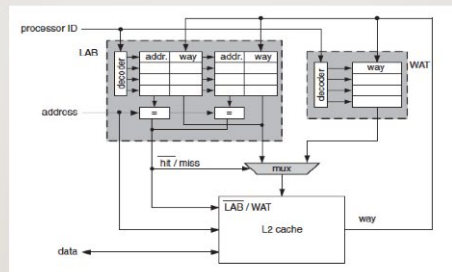 processor ID
LAB
addr. way addr. way
decoder
way
WAT
decoder
address
= =
hit / miss
mux
LAB / WAT
L2 cache
way
data